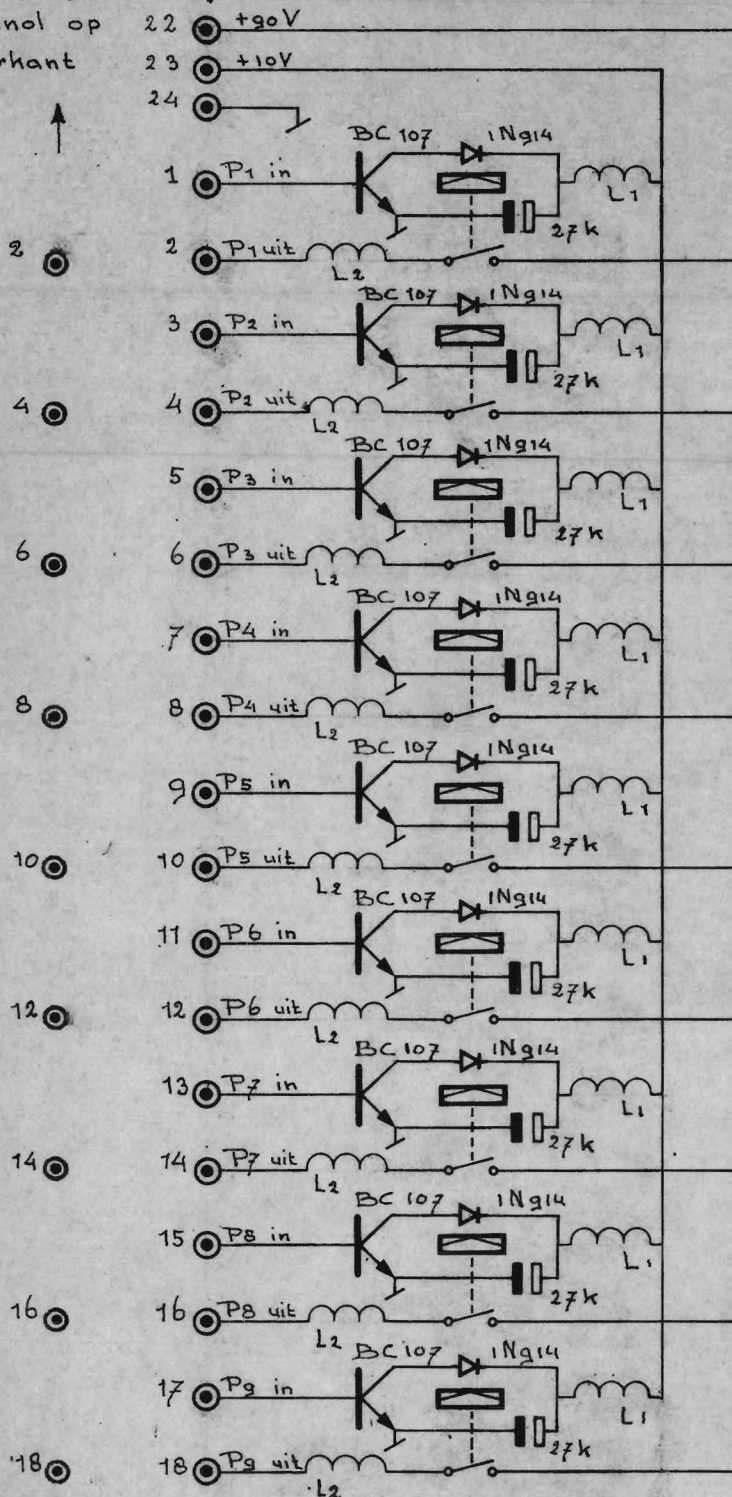 nol op 22 +90V
rkant 23 +10V
24
BC 107 1N914
1 P1 in L1
27k
2 2 P1 uit L2
BC 107 1N914
3 P2 in L1
27k
4 4 P2 uit L2
BC 107 1N914
5 P3 in L1
27k
6 6 P3 uit L2
BC 107 1N914
7 P4 in L1
27k
8 8 P4 uit L2
BC 107 1N914
9 P5 in L1
27k
10 10 P5 uit L2
BC 107 1N914
11 P6 in L1
27k
12 12 P6 uit L2
BC 107 1N914
13 P7 in L1
27k
14 14 P7 uit L2
BC 107 1N914
15 P8 in L1
27k
16 16 P8 uit L2
BC 107 1N914
17 P9 in L1
27k
18 18 P9 uit L2